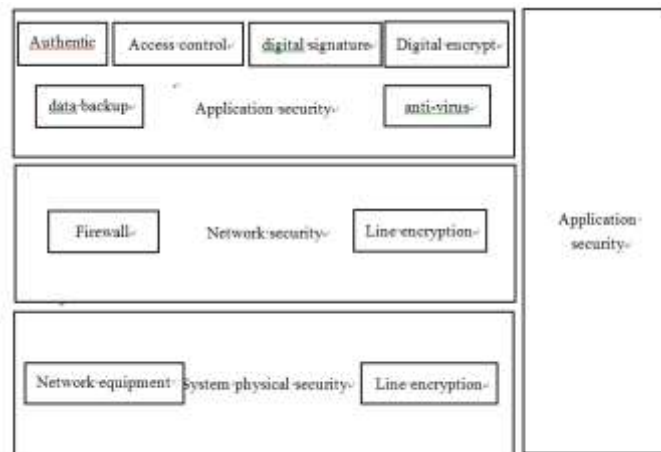 Authentic
Access control
digital signature
Digital encrypt
data backup
Application security
anti-virus
Firewall
Network security
Line encryption
Network equipment
System physical security
Line encryption
Application
security